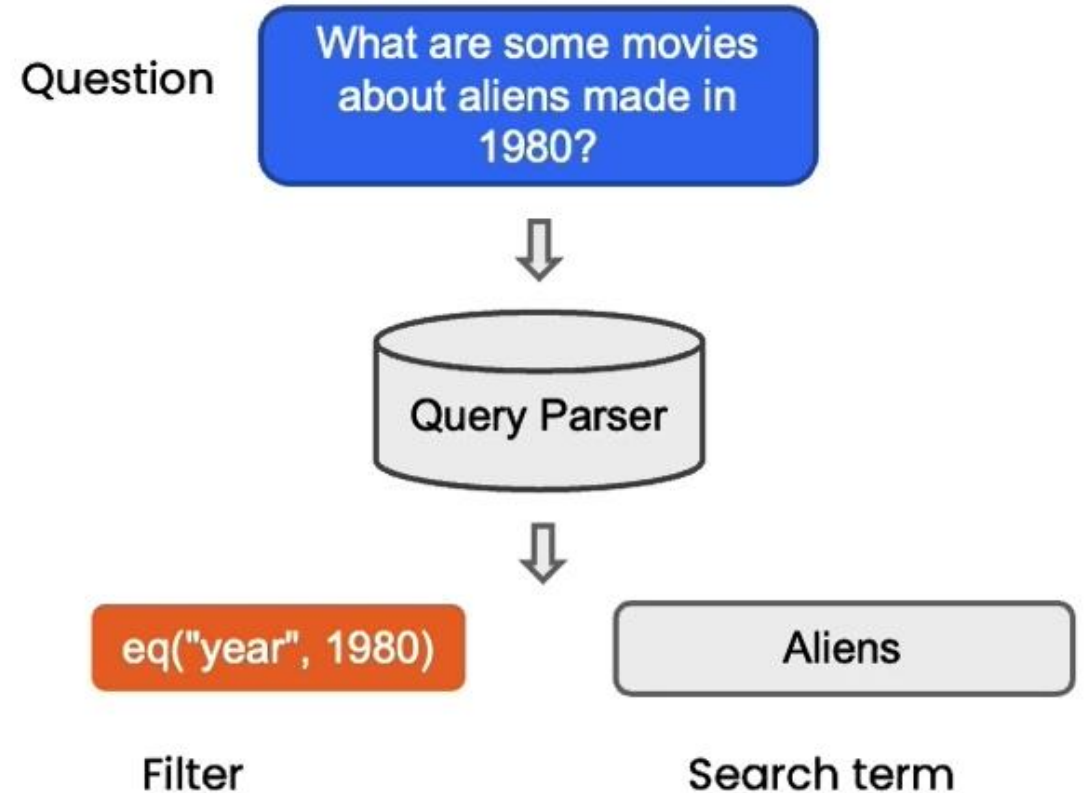 Question
What are some movies
about aliens made in
1980?
Query Parser
eq("year", 1980)
Aliens
Filter
Search term